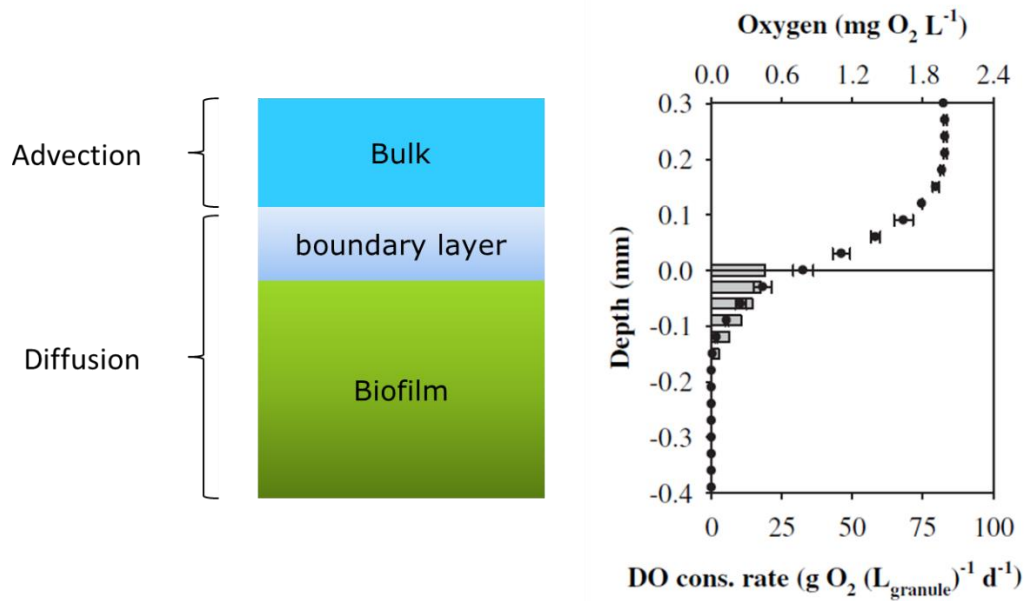 Advection
Bulk
boundary layer
Diffusion
Biofilm
Oxygen (mg O₂ L⁻¹)
0.0 0.6 1.2 1.8 2.4
0.3
0.2
0.1
0.0
-0.1
-0.2
-0.3
-0.4
Depth (mm)
0 25 50 75 100
DO cons. rate (g O₂ (L_granule)⁻¹ d⁻¹)